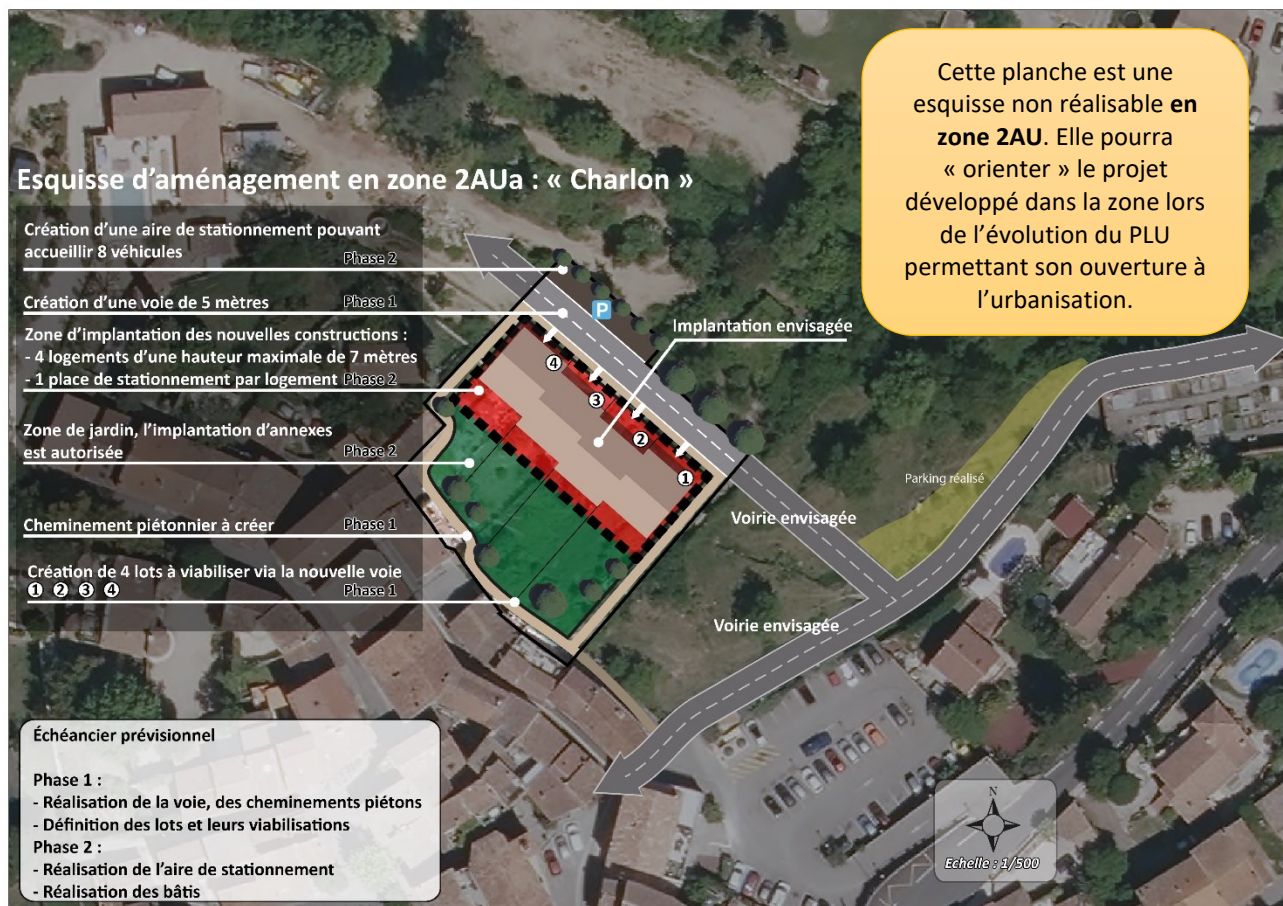 Cette planche est une
esquisse non réalisable en
zone 2AU. Elle pourra
« orienter » le projet
développé dans la zone lors
de l'évolution du PLU
permettant son ouverture à
l'urbanisation.
Esquisse d'aménagement en zone 2AUa : « Charlon »
Création d'une aire de stationnement pouvant
accueillir 8 véhicules
Phase 2
Création d'une voie de 5 mètres
Phase 1
Zone d'implantation des nouvelles constructions :
- 4 logements d'une hauteur maximale de 7 mètres
- 1 place de stationnement par logement Phase 2
Zone de jardin, l'implantation d'annexes
est autorisée
Phase 2
Cheminement piétonnier à créer
Phase 1
Création de 4 lots à viabiliser via la nouvelle voie
① ② ③ ④
Phase 1
P
Implantation envisagée
④
③
②
①
Parking réalisé
Voirie envisagée
Voirie envisagée
Échéancier prévisionnel
Phase 1 :
- Réalisation de la voie, des cheminements piétons
- Définition des lots et leurs viabilisations
Phase 2 :
- Réalisation de l'aire de stationnement
- Réalisation des bâtis
N
Echelle : 1/500